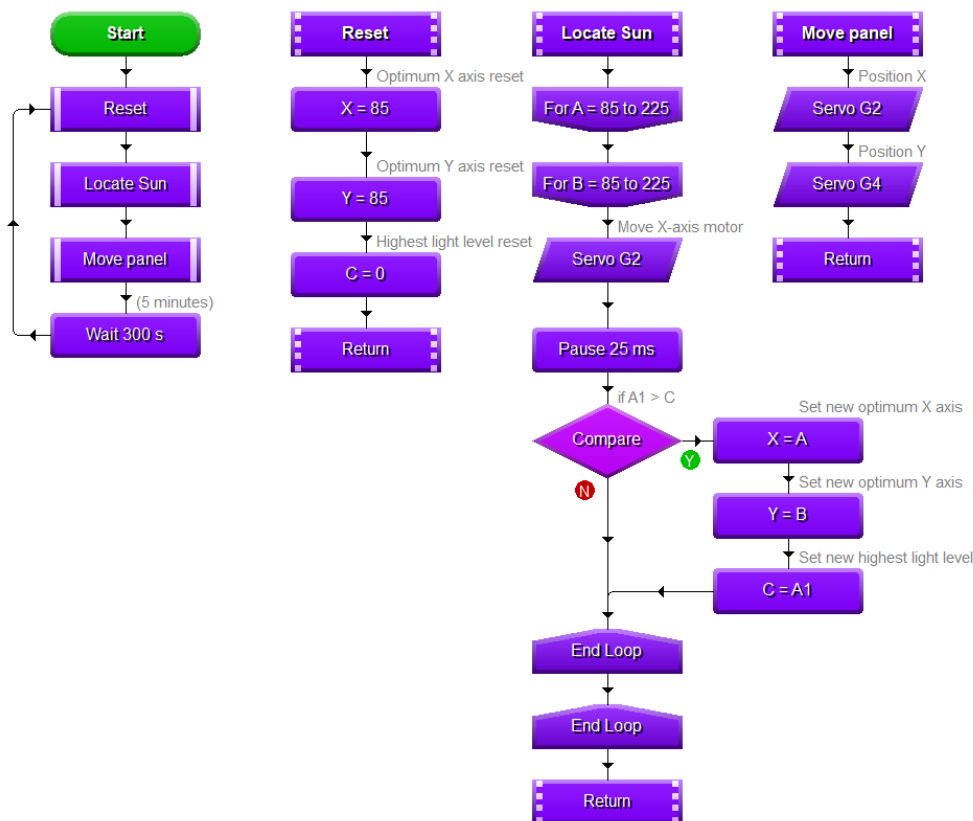 Start
Reset
Locate Sun
Move panel
(5 minutes)
Wait 300 s
Reset
Optimum X axis reset
X = 85
Optimum Y axis reset
Y = 85
Highest light level reset
C = 0
Return
Locate Sun
For A = 85 to 225
For B = 85 to 225
Move X-axis motor
Servo G2
Pause 25 ms
if A1 > C
Compare
Y
N
Set new optimum X axis
X = A
Set new optimum Y axis
Y = B
Set new highest light level
C = A1
End Loop
End Loop
Return
Move panel
Position X
Servo G2
Position Y
Servo G4
Return